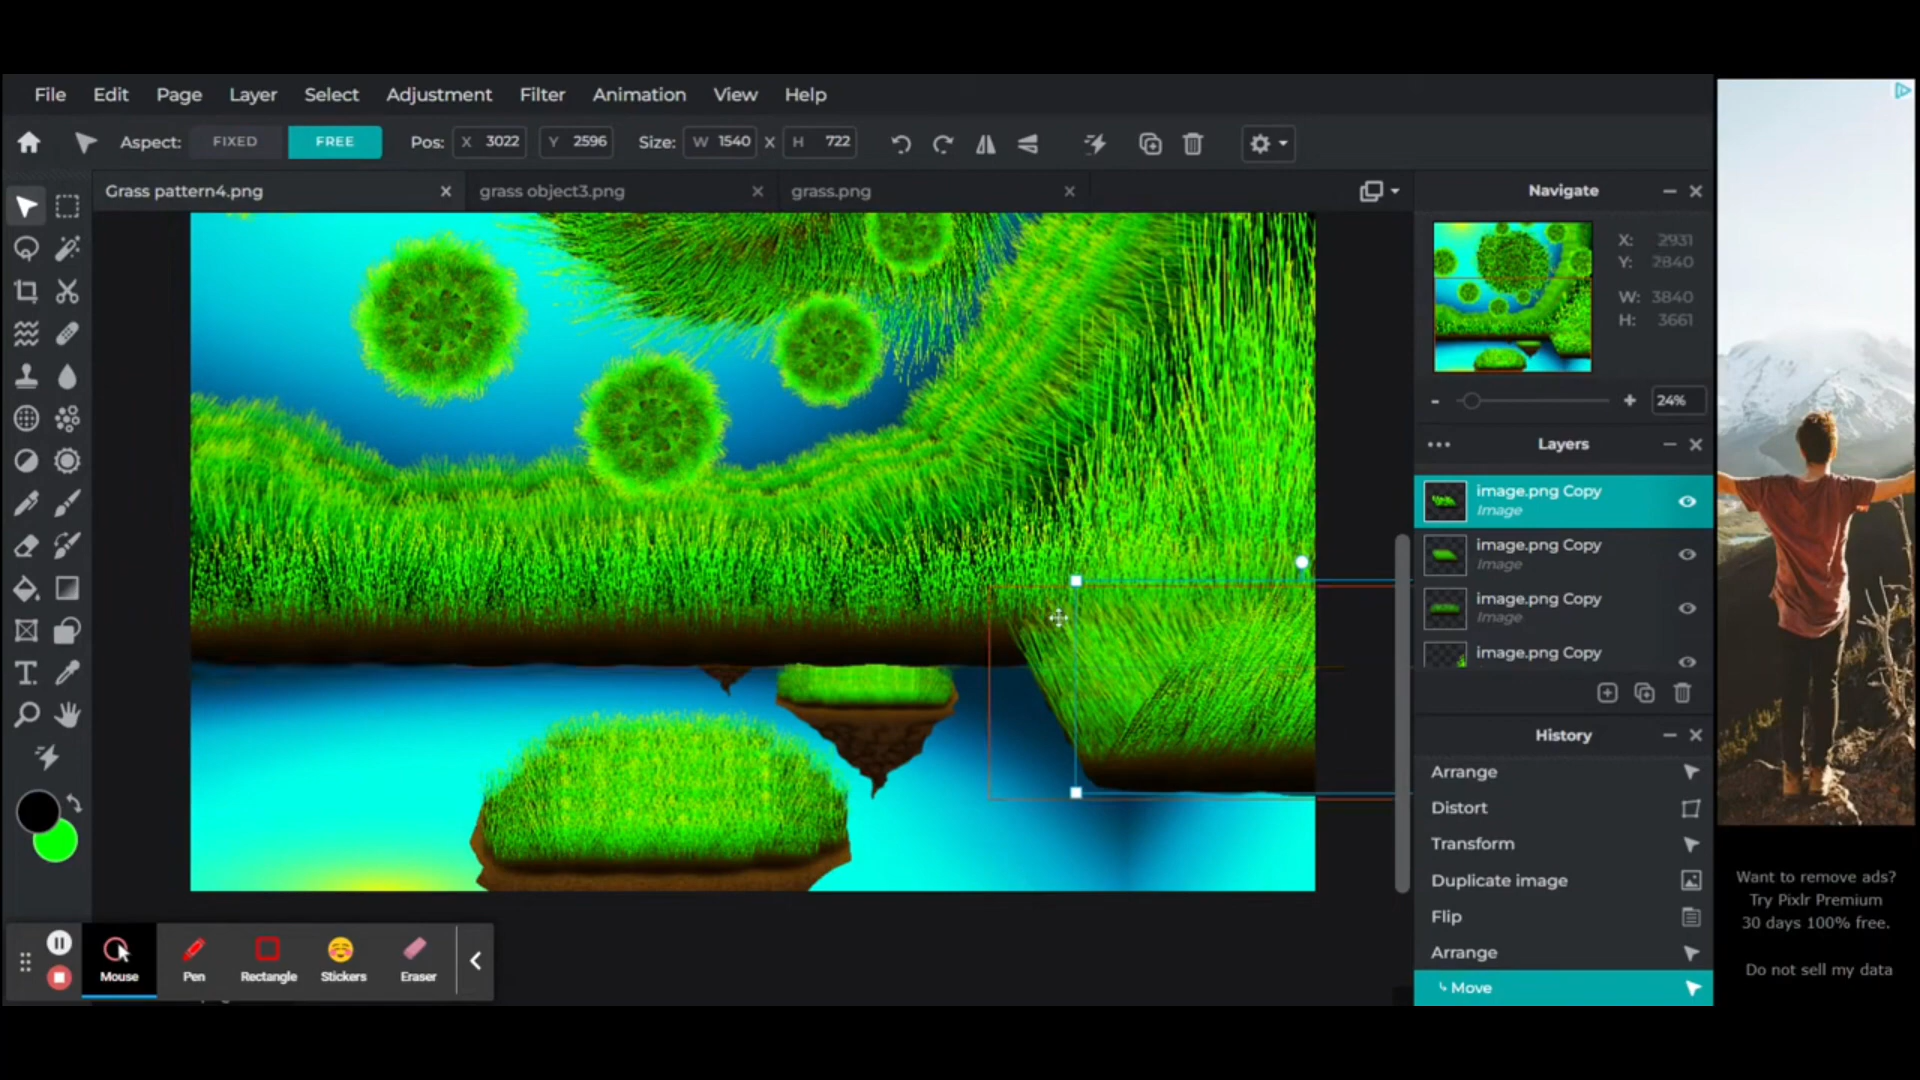 File Edit Page Layer Select Adjustment Filter Animation View Help
Aspect: FIXED FREE Pos: X 3022 Y 2596 Size: W 1540 X H 722
Grass pattern4.png grass object3.png grass.png
Navigate
X: 2931
Y: 2840
W: 3840
H: 3661
- + 24%
Layers
image.png Copy
Image
image.png Copy
Image
image.png Copy
Image
image.png Copy
History
Arrange
Distort
Transform
Duplicate image
Flip
Arrange
Move
Mouse Pen Rectangle Stickers Eraser
Want to remove ads?
Try Pixlr Premium
30 days 100% free.
Do not sell my data